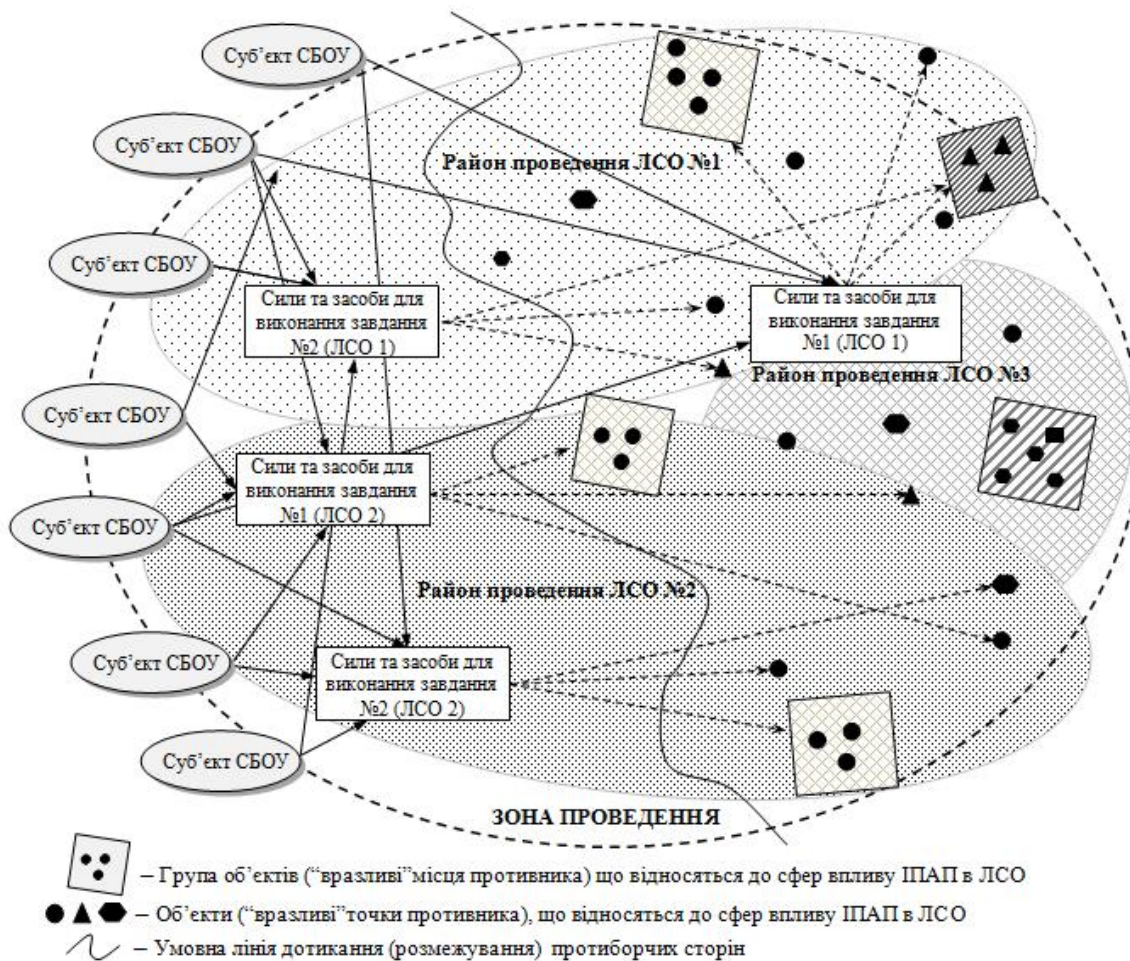 Суб’єкт СБОУ
Суб’єкт СБОУ
Район проведення ЛСО №1
Суб’єкт СБОУ
Сили та засоби для
виконання завдання
№2 (ЛСО 1)
Сили та засоби для
виконання завдання
№1 (ЛСО 1)
Район проведення ЛСО №3
Суб’єкт СБОУ
Сили та засоби для
виконання завдання
№1 (ЛСО 2)
Суб’єкт СБОУ
Район проведення ЛСО №2
Суб’єкт СБОУ
Сили та засоби для
виконання завдання
№2 (ЛСО 2)
Суб’єкт СБОУ
ЗОНА ПРОВЕДЕННЯ
– Група об’єктів (“вразливі”місця противника) що відносяться до сфер впливу ІПАП в ЛСО
– Об’єкти (“вразливі”точки противника), що відносяться до сфер впливу ІПАП в ЛСО
– Умовна лінія дотикання (розмежування) протиборчих сторін